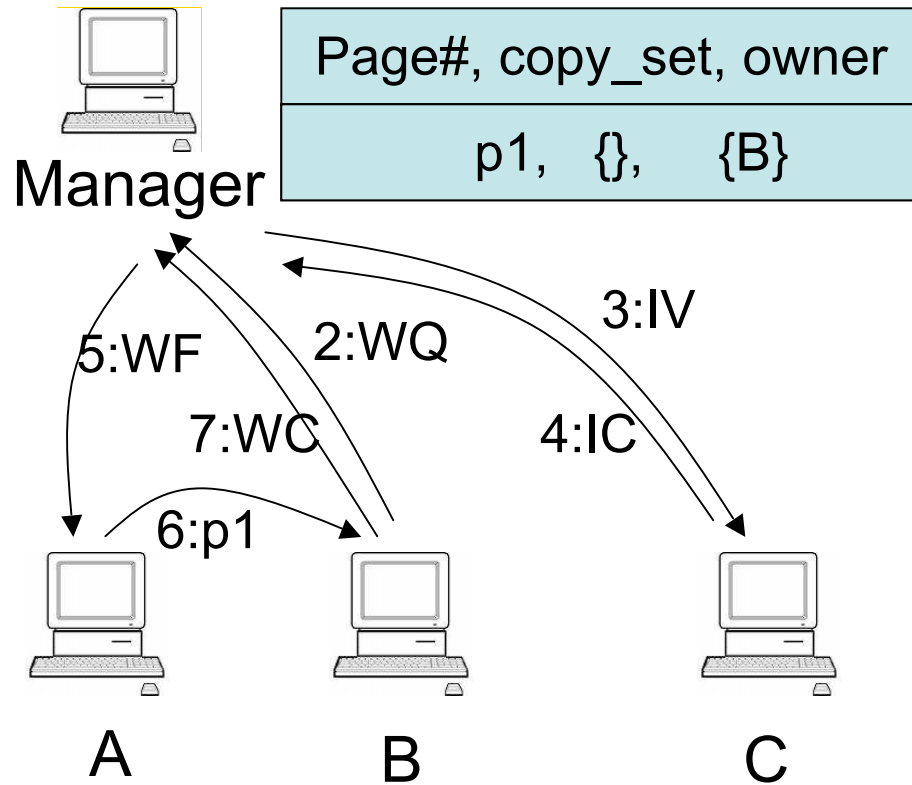 Page#, copy_set, owner
p1, {}, {B}
Manager
3:IV
5:WF
2:WQ
7:WC
4:IC
6:p1
A
B
C